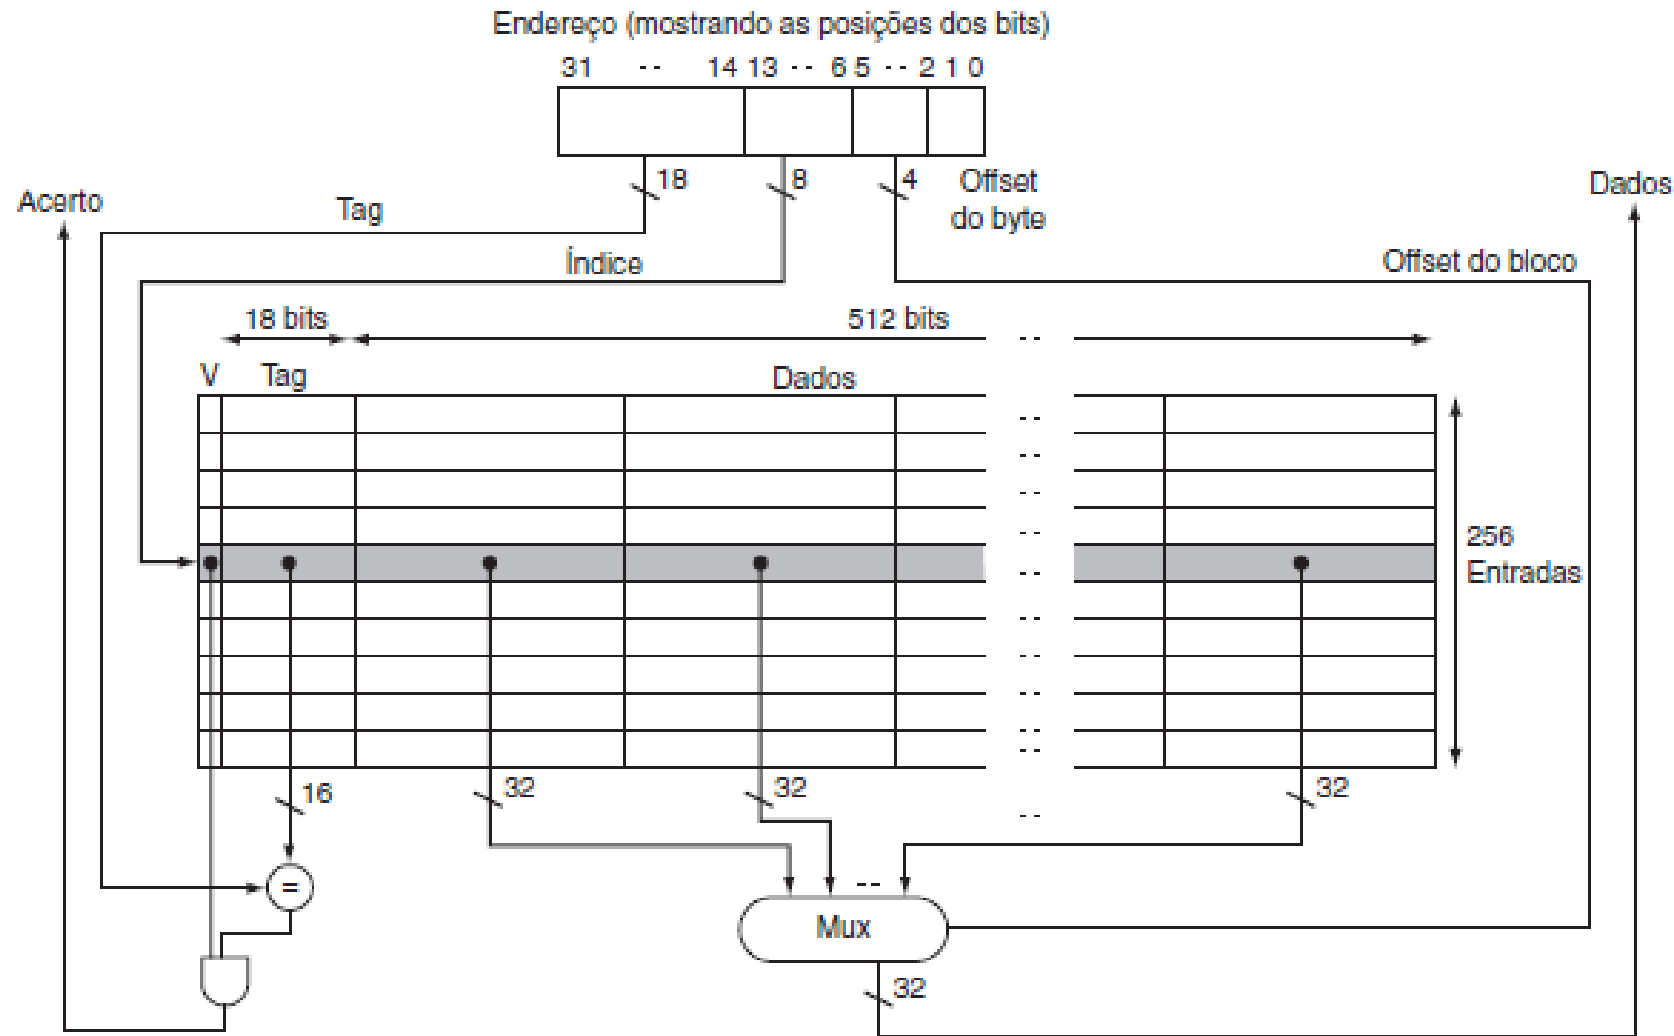 Endereço (mostrando as posições dos bits)
31 -- 14 13 -- 6 5 -- 2 1 0
18 8 4 Offset do byte
Acerto
Dados
Tag
Índice
Offset do bloco
18 bits
512 bits
V Tag Dados
256 Entradas
16 32 32 32
=
Mux
32